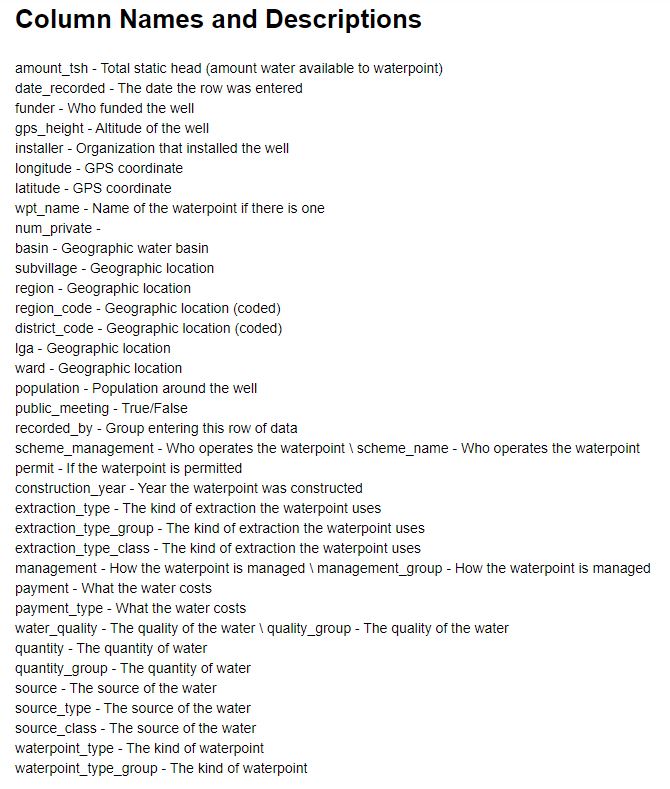 Column Names and Descriptions
amount_tsh - Total static head (amount water available to waterpoint)
date_recorded - The date the row was entered
funder - Who funded the well
gps_height - Altitude of the well
installer - Organization that installed the well
longitude - GPS coordinate
latitude - GPS coordinate
wpt_name - Name of the waterpoint if there is one
num_private -
basin - Geographic water basin
subvillage - Geographic location
region - Geographic location
region_code - Geographic location (coded)
district_code - Geographic location (coded)
lga - Geographic location
ward - Geographic location
population - Population around the well
public_meeting - True/False
recorded_by - Group entering this row of data
scheme_management - Who operates the waterpoint \ scheme_name - Who operates the waterpoint
permit - If the waterpoint is permitted
construction_year - Year the waterpoint was constructed
extraction_type - The kind of extraction the waterpoint uses
extraction_type_group - The kind of extraction the waterpoint uses
extraction_type_class - The kind of extraction the waterpoint uses
management - How the waterpoint is managed \ management_group - How the waterpoint is managed
payment - What the water costs
payment_type - What the water costs
water_quality - The quality of the water \ quality_group - The quality of the water
quantity - The quantity of water
quantity_group - The quantity of water
source - The source of the water
source_type - The source of the water
source_class - The source of the water
waterpoint_type - The kind of waterpoint
waterpoint_type_group - The kind of waterpoint